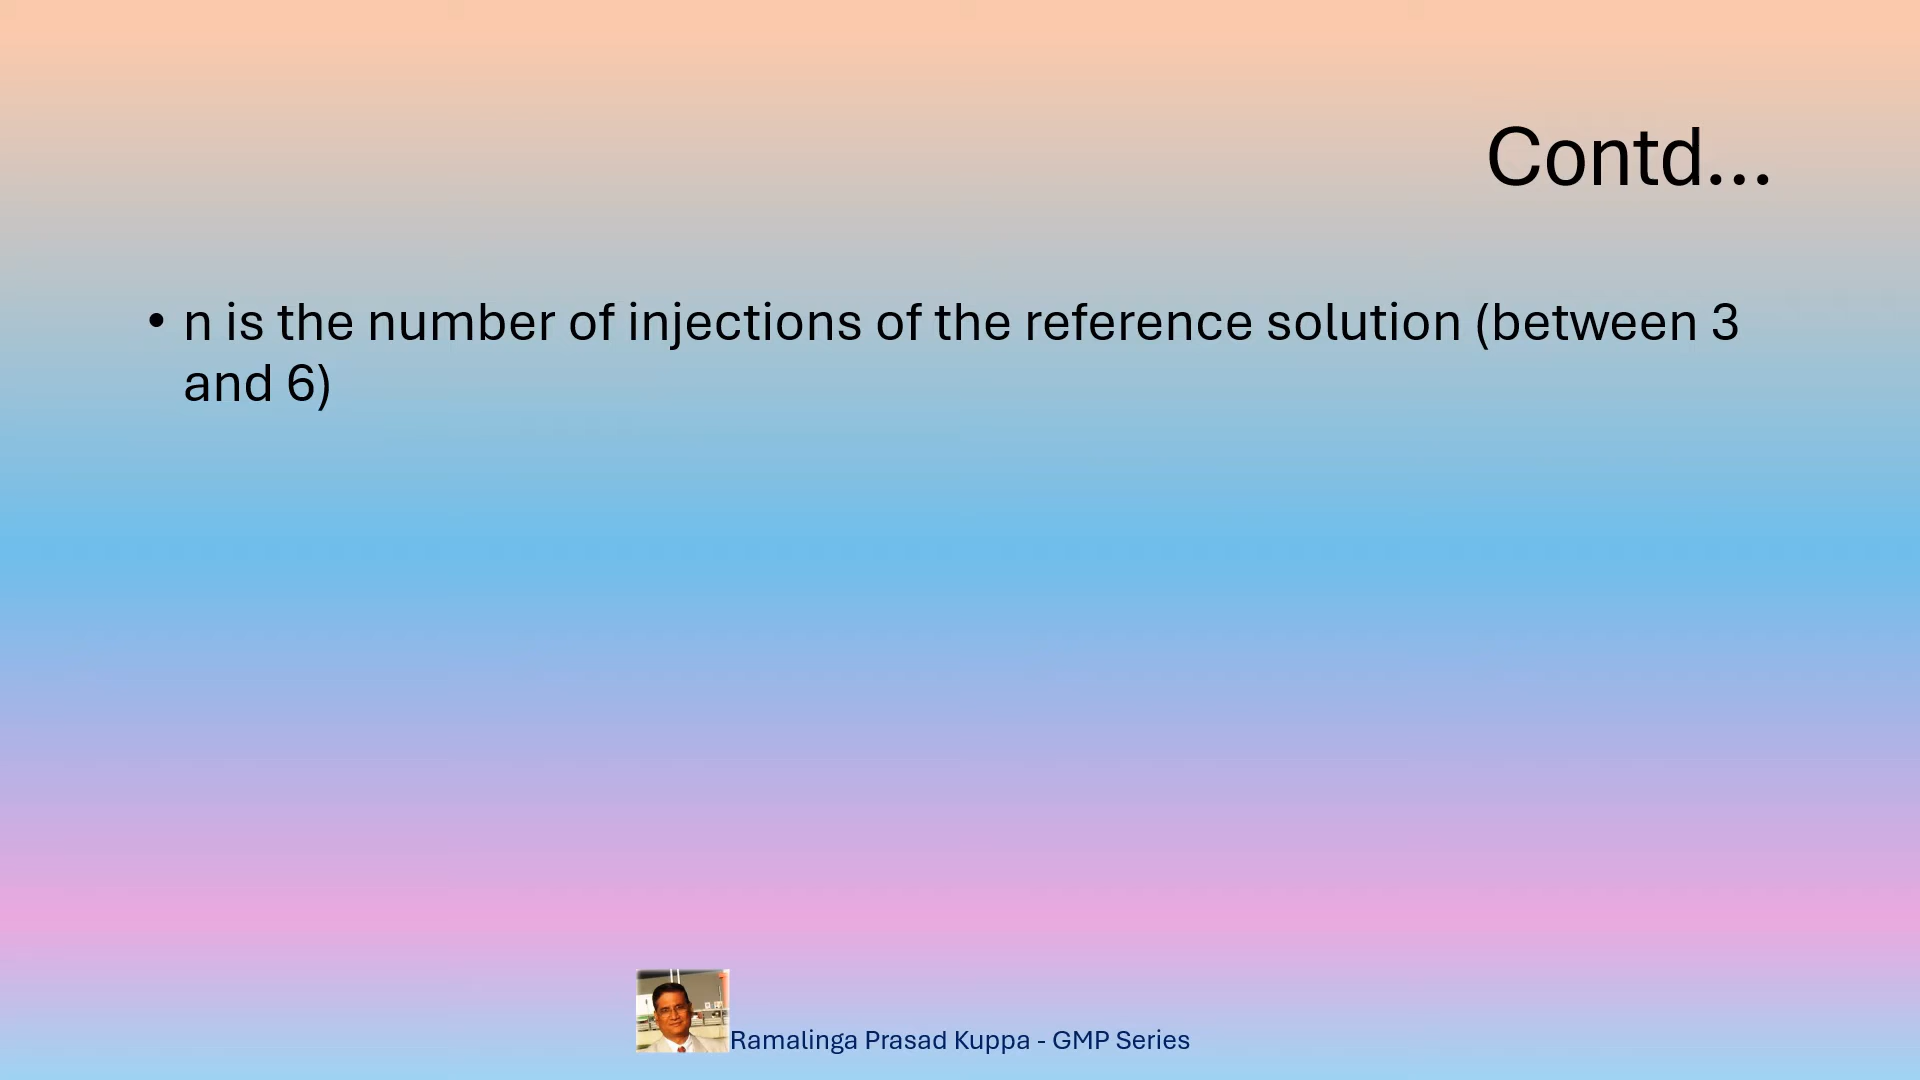 Contd...
• n is the number of injections of the reference solution (between 3
and 6)
Ramalinga Prasad Kuppa - GMP Series